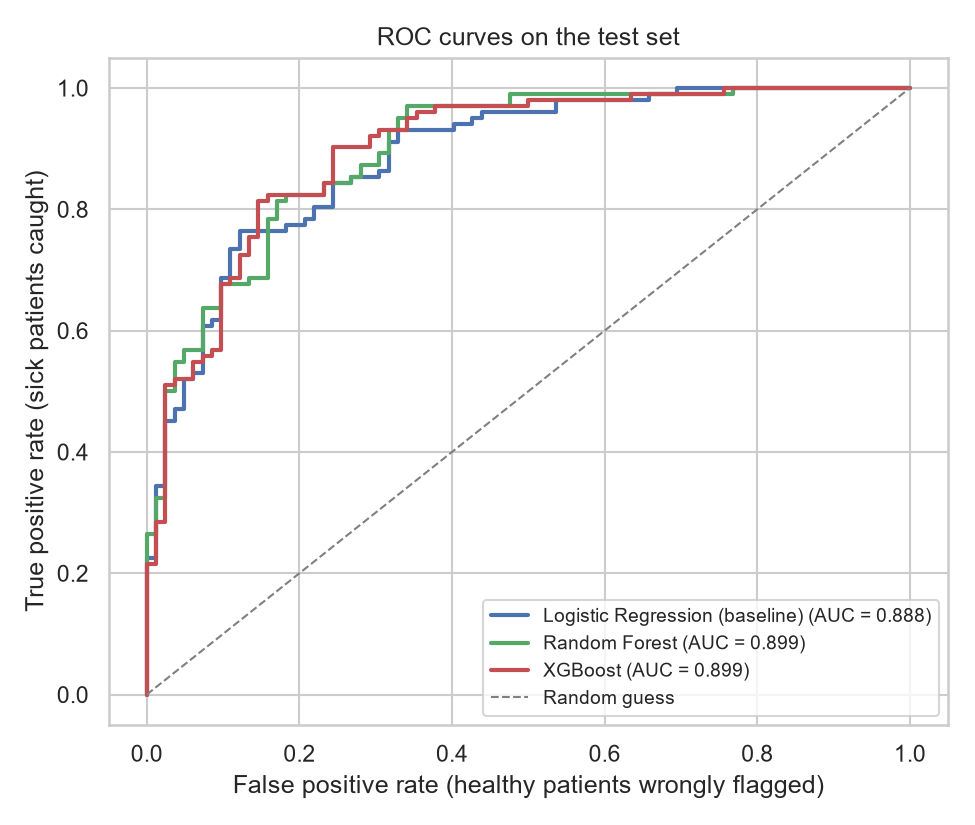 ROC curves on the test set
True positive rate (sick patients caught)
1.0
0.8
0.6
0.4
0.2
0.0
Logistic Regression (baseline) (AUC = 0.888)
Random Forest (AUC = 0.899)
XGBoost (AUC = 0.899)
Random guess
0.0 0.2 0.4 0.6 0.8 1.0
False positive rate (healthy patients wrongly flagged)